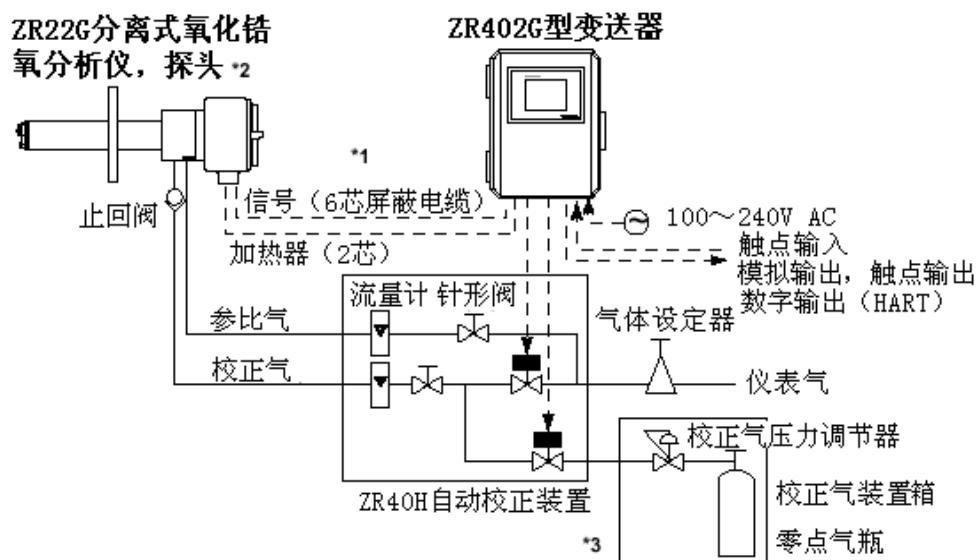 ZR22G分离式氧化锆
氧分析仪，探头 *2
ZR402G型变送器
*1
止回阀
信号（6芯屏蔽电缆）
加热器（2芯）
100～240V AC
触点输入
模拟输出，触点输出
数字输出（HART）
流量计 针形阀
参比气
气体设定器
校正气
仪表气
校正气压力调节器
ZR40H自动校正装置
校正气装置箱
*3
零点气瓶